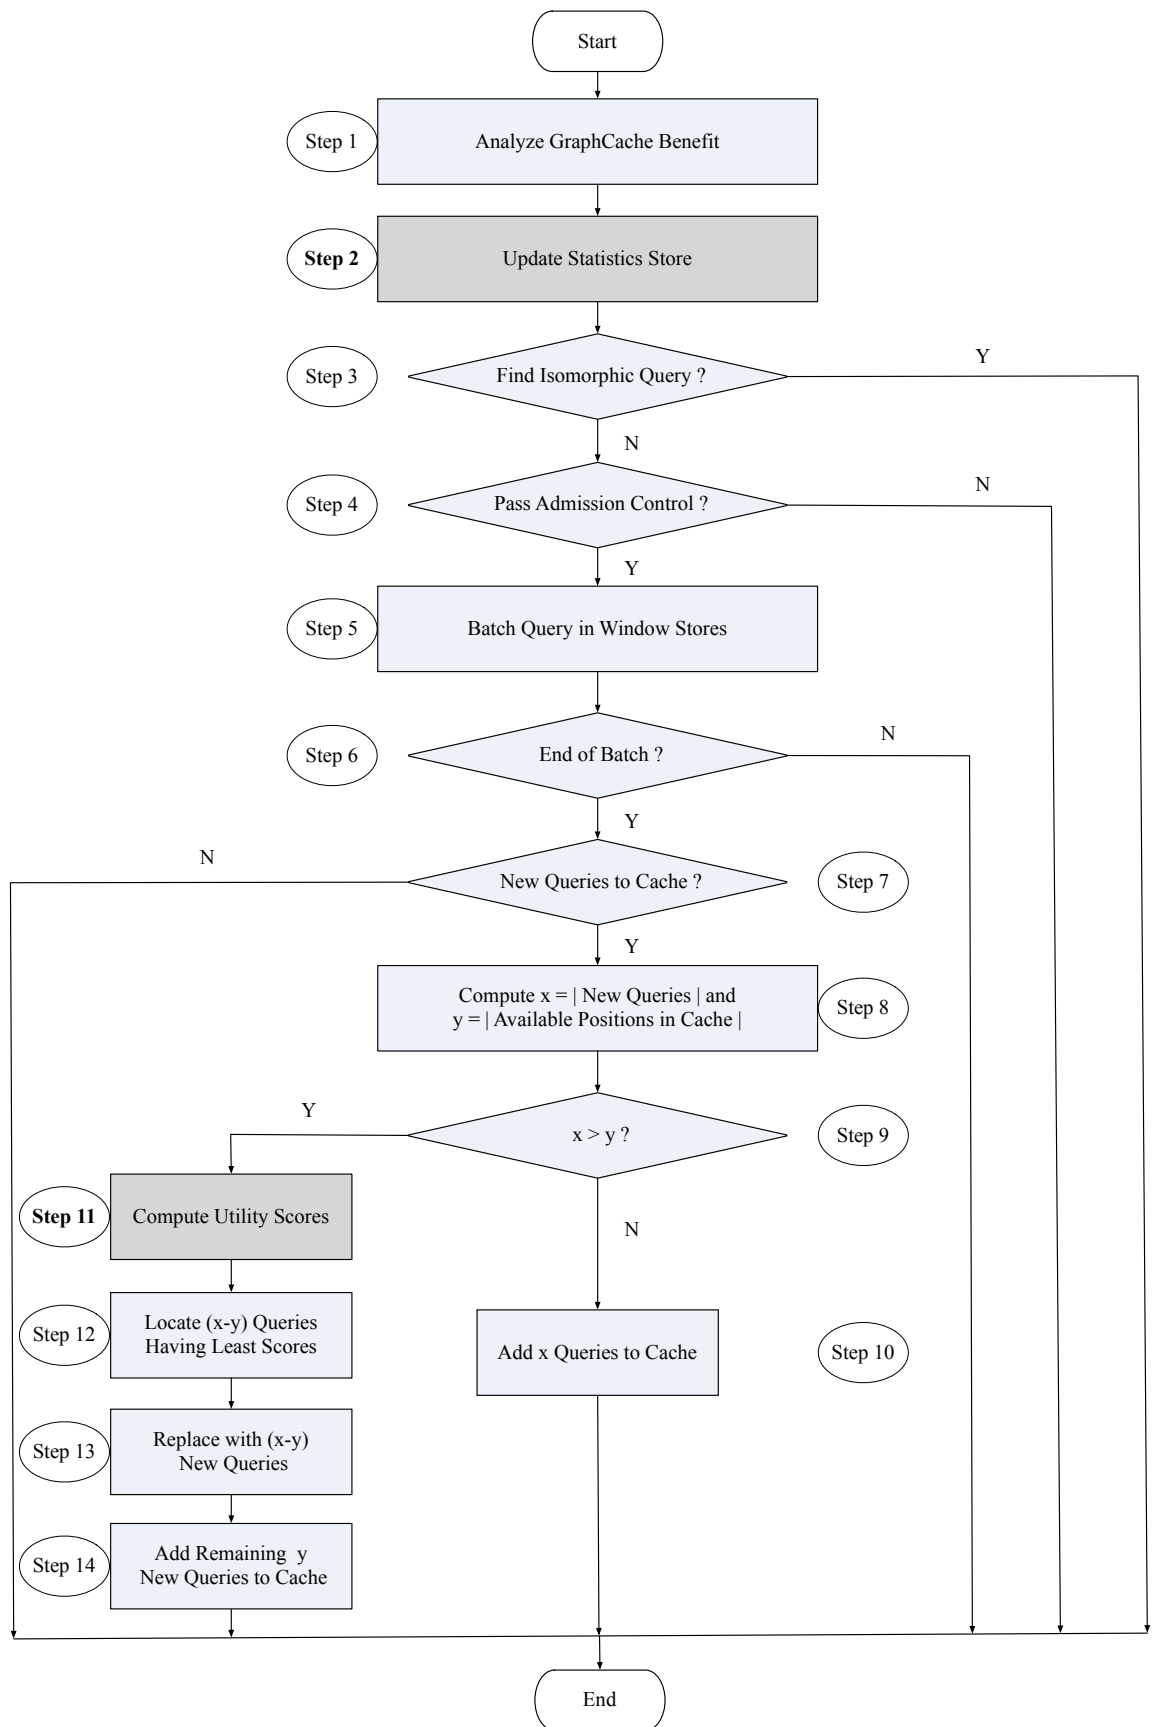 Start
Step 1
Analyze GraphCache Benefit
Step 2
Update Statistics Store
Step 3
Find Isomorphic Query ?
Y
N
Step 4
Pass Admission Control ?
N
Y
Step 5
Batch Query in Window Stores
Step 6
End of Batch ?
N
Y
N
New Queries to Cache ?
Step 7
Y
Compute x = | New Queries | and
y = | Available Positions in Cache |
Step 8
Y
x > y ?
Step 9
Step 11
Compute Utility Scores
N
Step 12
Locate (x-y) Queries
Having Least Scores
Add x Queries to Cache
Step 10
Step 13
Replace with (x-y)
New Queries
Step 14
Add Remaining y
New Queries to Cache
End